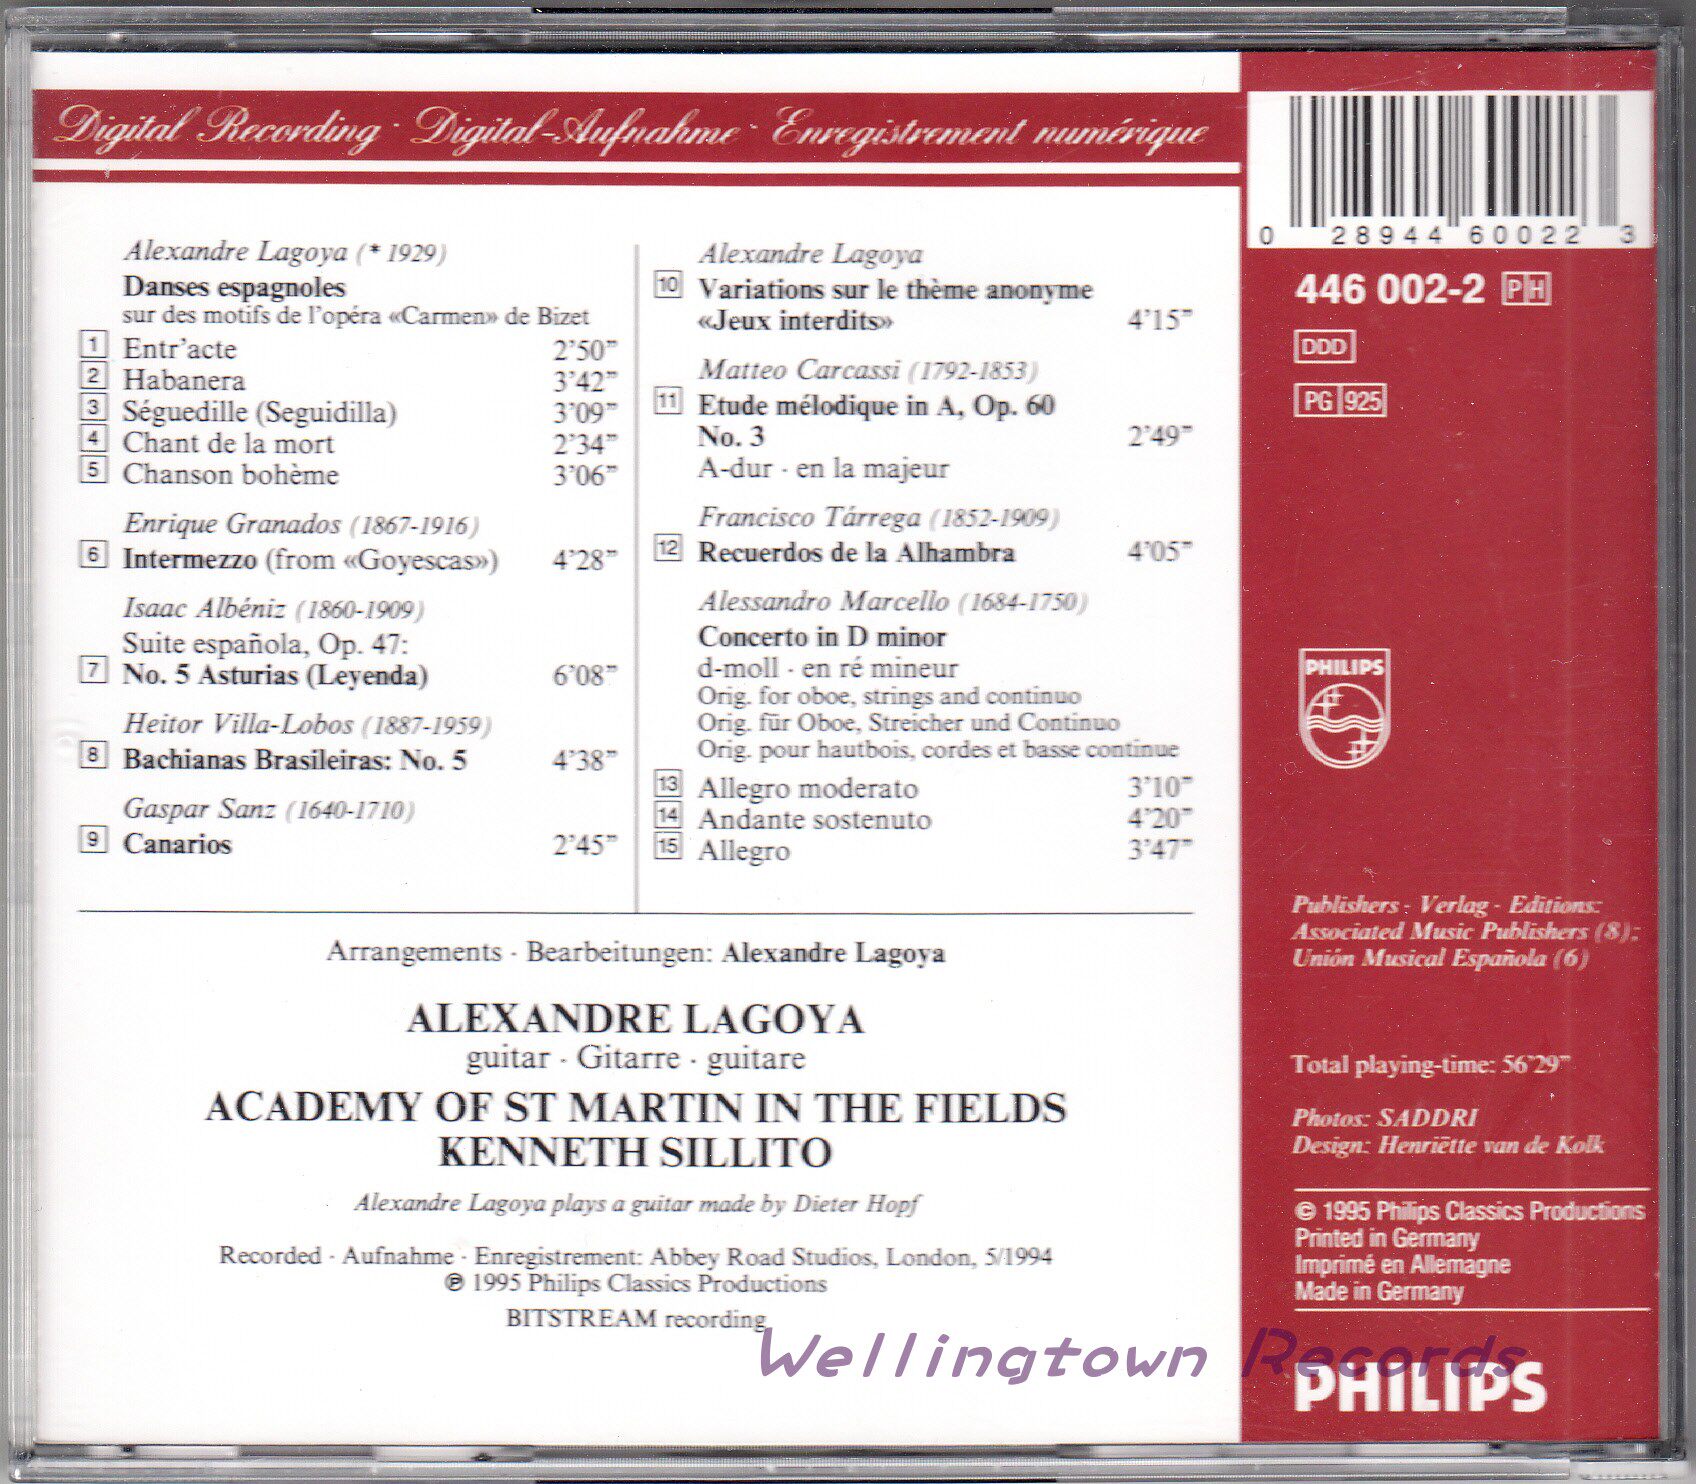 Digital Recording · Digital-Aufnahme · Enregistrement numérique
Alexandre Lagoya (* 1929)
Danses espagnoles
sur des motifs de l'opéra «Carmen» de Bizet
1 Entr'acte 2'50"
2 Habanera 3'42"
3 Séguedille (Seguidilla) 3'09"
4 Chant de la mort 2'34"
5 Chanson bohème 3'06"
Enrique Granados (1867-1916)
6 Intermezzo (from «Goyescas») 4'28"
Isaac Albéniz (1860-1909)
Suite española, Op. 47:
7 No. 5 Asturias (Leyenda) 6'08"
Heitor Villa-Lobos (1887-1959)
8 Bachianas Brasileiras: No. 5 4'38"
Gaspar Sanz (1640-1710)
9 Canarios 2'45"
Alexandre Lagoya
10 Variations sur le thème anonyme
«Jeux interdits» 4'15"
Matteo Carcassi (1792-1853)
11 Etude mélodique in A, Op. 60
No. 3 2'49"
A-dur · en la majeur
Francisco Tárrega (1852-1909)
12 Recuerdos de la Alhambra 4'05"
Alessandro Marcello (1684-1750)
Concerto in D minor
d-moll · en ré mineur
Orig. for oboe, strings and continuo
Orig. für Oboe, Streicher und Continuo
Orig. pour hautbois, cordes et basse continue
13 Allegro moderato 3'10"
14 Andante sostenuto 4'20"
15 Allegro 3'47"
Arrangements · Bearbeitungen: Alexandre Lagoya
ALEXANDRE LAGOYA
guitar · Gitarre · guitare
ACADEMY OF ST MARTIN IN THE FIELDS
KENNETH SILLITO
Alexandre Lagoya plays a guitar made by Dieter Hopf
Recorded · Aufnahme · Enregistrement: Abbey Road Studios, London, 5/1994
℗ 1995 Philips Classics Productions
BITSTREAM recording
0 28944 60022 3
446 002-2 PH
DDD
PG 925
PHILIPS
Publishers · Verlag · Editions:
Associated Music Publishers (8);
Unión Musical Española (6)
Total playing-time: 56'29"
Photos: SADDRI
Design: Henriëtte van de Kolk
© 1995 Philips Classics Productions
Printed in Germany
Imprimé en Allemagne
Made in Germany
Wellingtown Records
PHILIPS